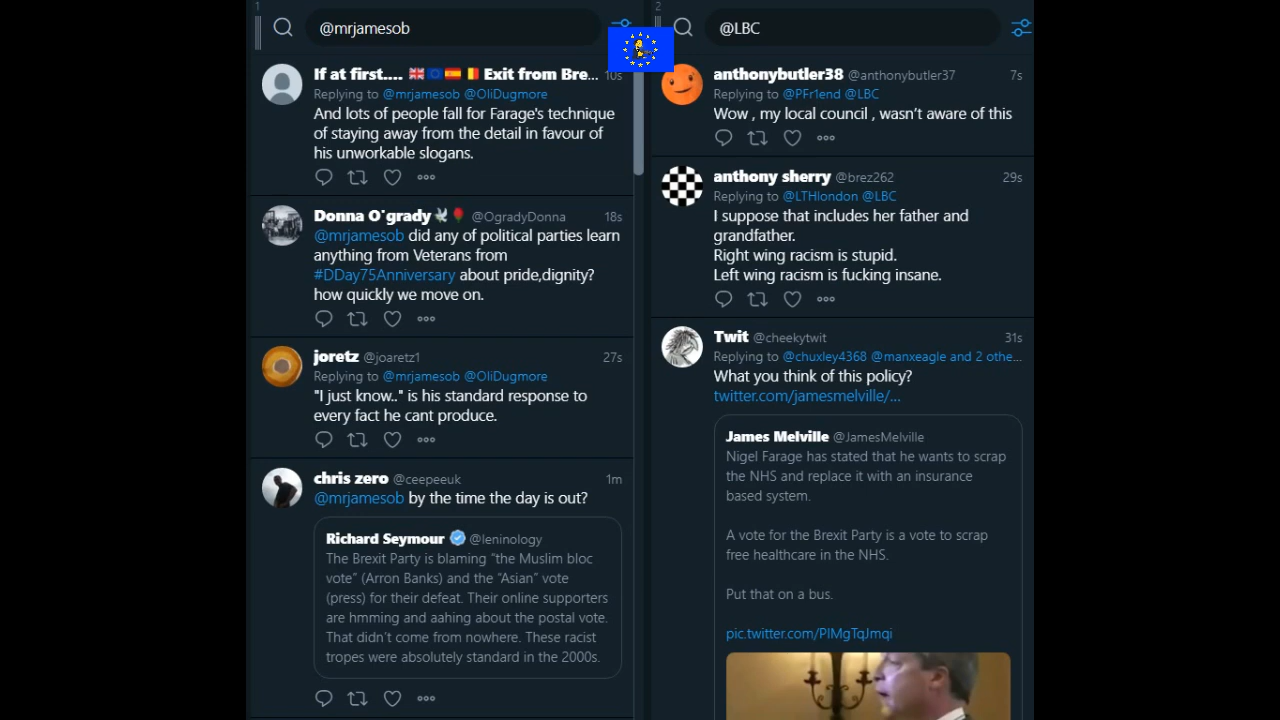 1
@mrjamesob
If at first.... 🇬🇧🇪🇺🇪🇸🇧🇪 Exit from Bre... 10s
Replying to @mrjamesob @OliDugmore
And lots of people fall for Farage's technique
of staying away from the detail in favour of
his unworkable slogans.
Donna O'grady🕊🌹 @OgradyDonna 18s
@mrjamesob did any of political parties learn
anything from Veterans from
#DDay75Anniversary about pride,dignity?
how quickly we move on.
joretz @joaretz1 27s
Replying to @mrjamesob @OliDugmore
"I just know.." is his standard response to
every fact he cant produce.
chris zero @ceepeeuk 1m
@mrjamesob by the time the day is out?
Richard Seymour @leninology
The Brexit Party is blaming “the Muslim bloc
vote” (Arron Banks) and the “Asian” vote
(press) for their defeat. Their online supporters
are hmming and aahing about the postal vote.
That didn’t come from nowhere. These racist
tropes were absolutely standard in the 2000s.
2
@LBC
anthonybutler38 @anthonybutler37 7s
Replying to @PFr1end @LBC
Wow , my local council , wasn’t aware of this
anthony sherry @brez262 29s
Replying to @LTHlondon @LBC
I suppose that includes her father and
grandfather.
Right wing racism is stupid.
Left wing racism is fucking insane.
Twit @cheekytwit 31s
Replying to @chuxley4368 @manxeagle and 2 othe...
What you think of this policy?
twitter.com/jamesmelville/...
James Melville @JamesMelville
Nigel Farage has stated that he wants to scrap
the NHS and replace it with an insurance
based system.
A vote for the Brexit Party is a vote to scrap
free healthcare in the NHS.
Put that on a bus.
pic.twitter.com/PIMgTqJmqi